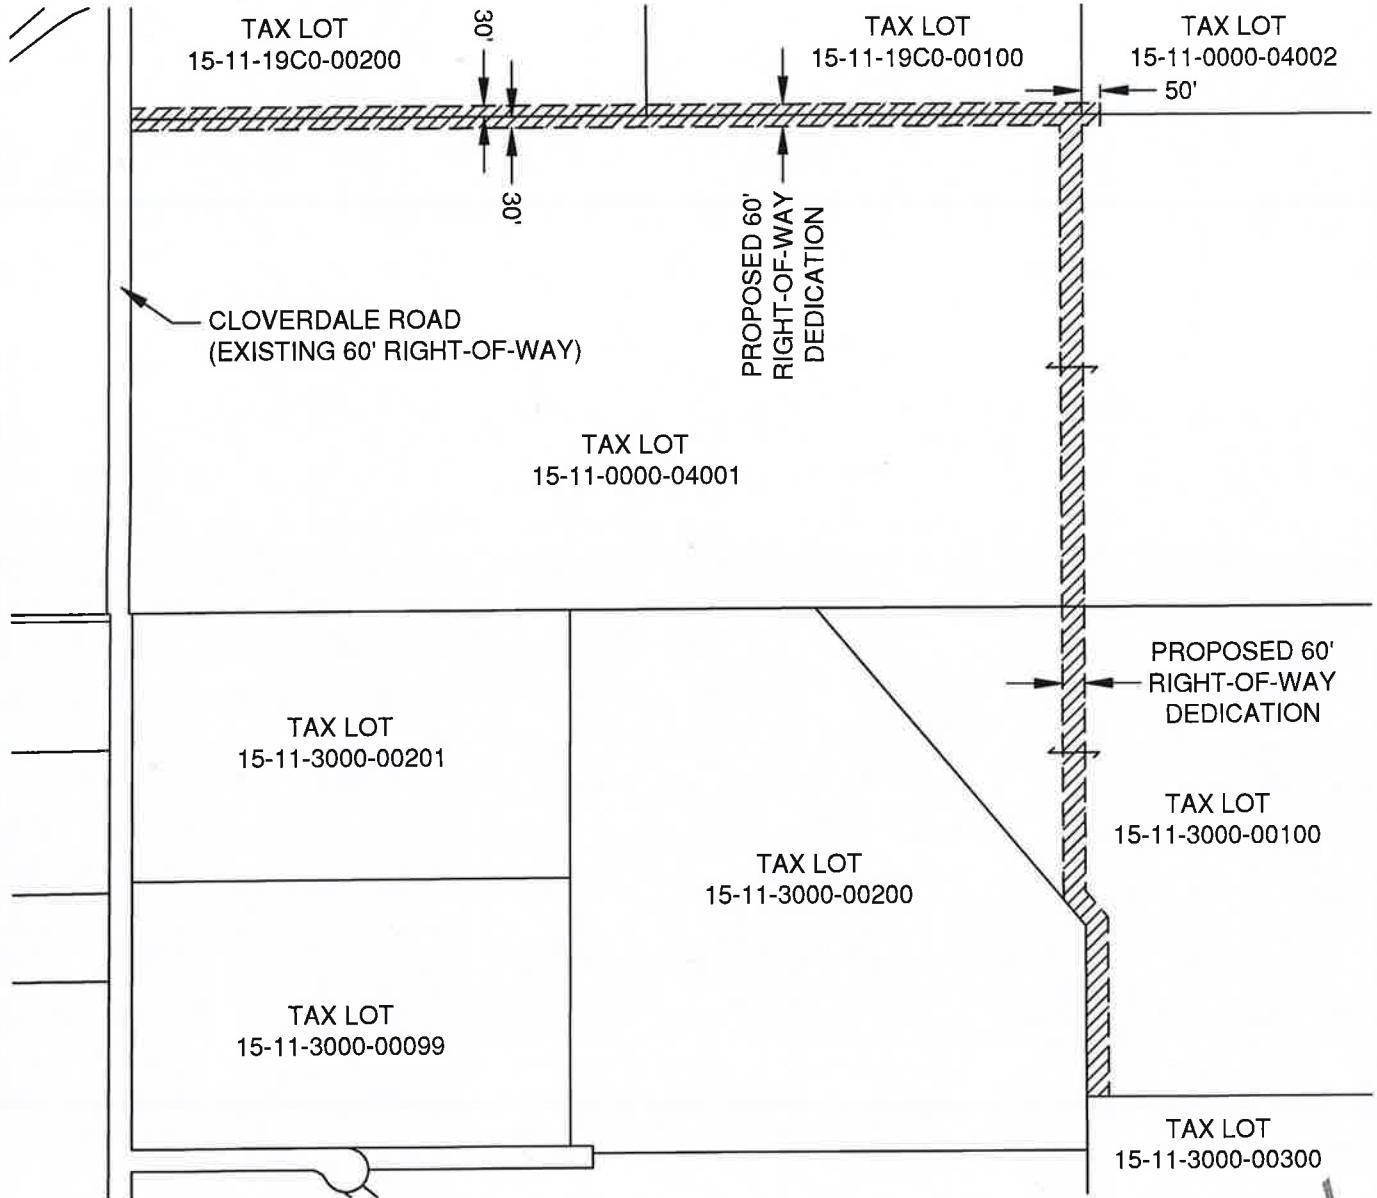 TAX LOT
15-11-19C0-00200
30'
TAX LOT
15-11-19C0-00100
TAX LOT
15-11-0000-04002
50'
30'
PROPOSED 60'
RIGHT-OF-WAY
DEDICATION
CLOVERDALE ROAD
(EXISTING 60' RIGHT-OF-WAY)
TAX LOT
15-11-0000-04001
PROPOSED 60'
RIGHT-OF-WAY
DEDICATION
TAX LOT
15-11-3000-00201
TAX LOT
15-11-3000-00100
TAX LOT
15-11-3000-00200
TAX LOT
15-11-3000-00099
TAX LOT
15-11-3000-00300